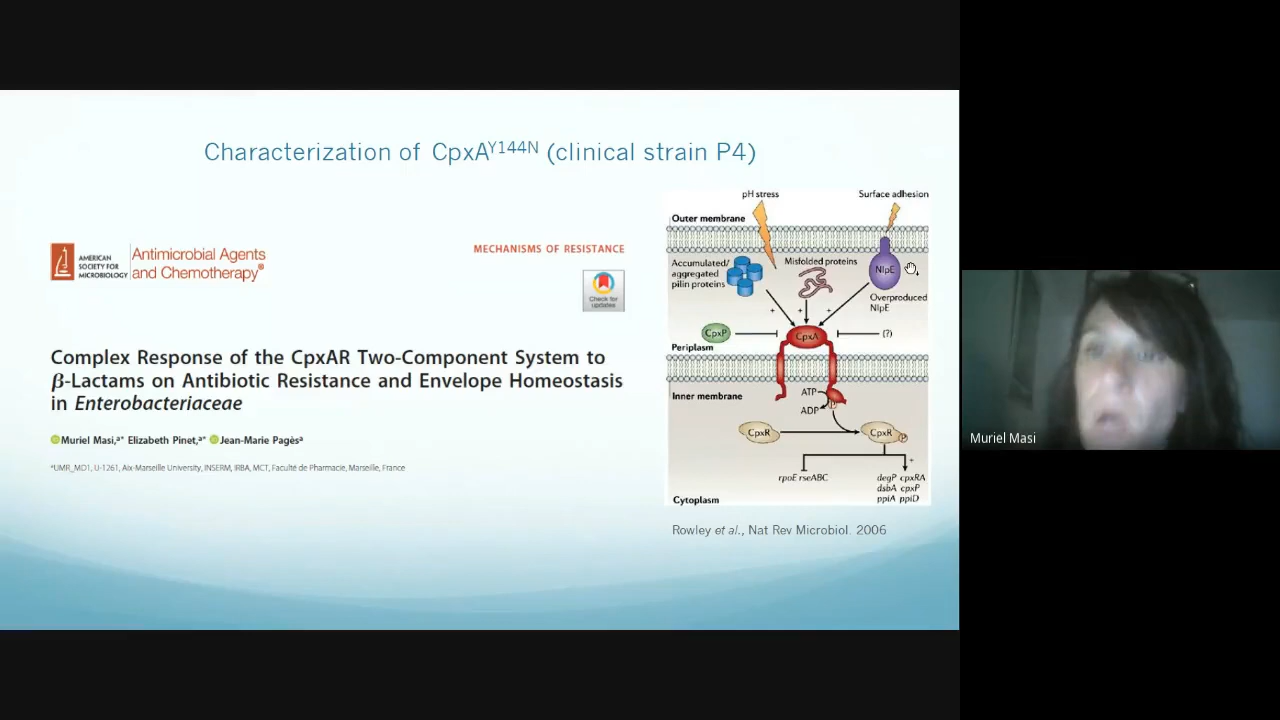 Characterization of CpxA^Y144N (clinical strain P4)
AMERICAN
SOCIETY FOR
MICROBIOLOGY
Antimicrobial Agents
and Chemotherapy®
MECHANISMS OF RESISTANCE
Check for
updates
Complex Response of the CpxAR Two-Component System to
β-Lactams on Antibiotic Resistance and Envelope Homeostasis
in Enterobacteriaceae
Muriel Masi,ᵃ* Elizabeth Pinet,ᵃ* Jean-Marie Pagèsᵃ
ᵃUMR_MD1, U-1261, Aix-Marseille University, INSERM, IRBA, MCT, Faculté de Pharmacie, Marseille, France
pH stress
Surface adhesion
Outer membrane
Accumulated/
aggregated
pilin proteins
Misfolded proteins
NlpE
Overproduced
NlpE
+
+
+
CpxP
CpxA
(?)
Periplasm
Inner membrane
ATP
ADP
P
CpxR
CpxR
P
+
rpoE rseABC
degP cpxRA
dsbA cpxP
ppiA ppiD
Cytoplasm
Rowley et al., Nat Rev Microbiol. 2006
Muriel Masi